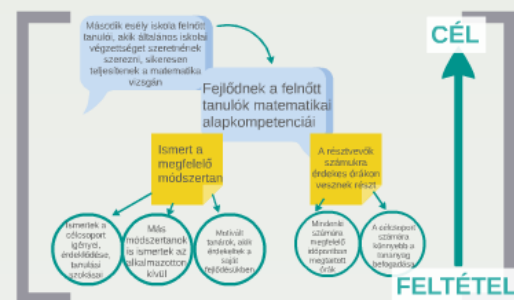 Második esély iskola felnőtt
tanulói, akik általános iskolai
végzettséget szeretnének
szerezni, sikeresen
teljesítenek a matematika
vizsgán
CÉL
Fejlődnek a felnőtt
tanulók matematikai
alapkompetenciái
Ismert a
megfelelő
módszertan
A résztvevők
számukra
érdekes órákon
vesznek részt
Ismertek a
célcsoport
igényei,
érdeklődése,
tanulási
szokásai
Más
módszertanok
is ismertek az
alkalmazotton
kívül
Motivált
tanárok, akik
érdekeltek a
saját
fejlődésükben
Mindenki
számára
megfelelő
időpontban
megtartott
órák
A célcsoport
számára
könnyebb a
tananyag
befogadása
FELTÉTEL